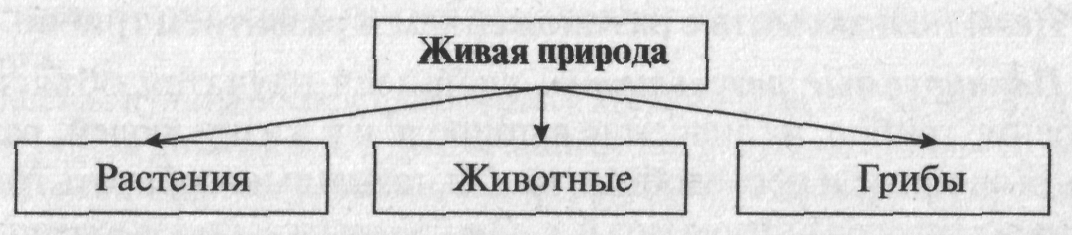 Живая природа
Растения
Животные
Грибы